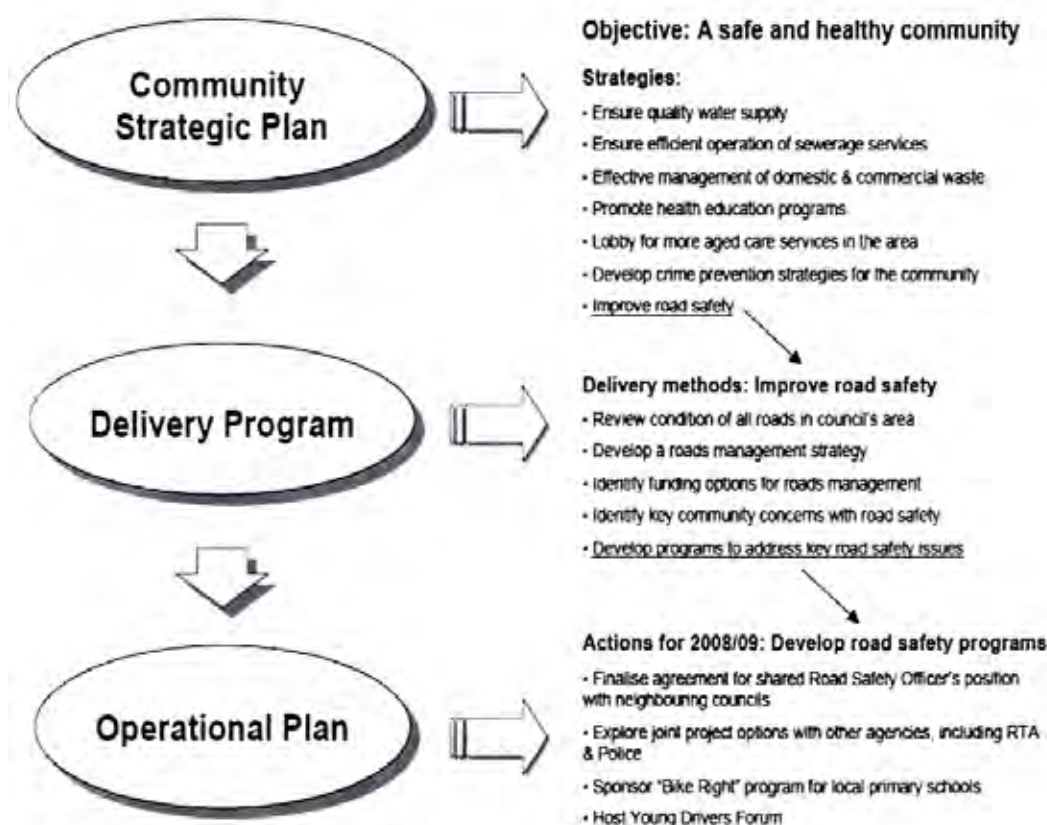 Community
Strategic Plan
Objective: A safe and healthy community
Strategies:
• Ensure quality water supply
• Ensure efficient operation of sewerage services
• Effective management of domestic & commercial waste
• Promote health education programs
• Lobby for more aged care services in the area
• Develop crime prevention strategies for the community
• Improve road safety
Delivery Program
Delivery methods: Improve road safety
• Review condition of all roads in council's area
• Develop a roads management strategy
• Identify funding options for roads management
• Identify key community concerns with road safety
• Develop programs to address key road safety issues
Operational Plan
Actions for 2008/09: Develop road safety programs
• Finalise agreement for shared Road Safety Officer's position
with neighbouring councils
• Explore joint project options with other agencies, including RTA
& Police
• Sponsor "Bike Right" program for local primary schools
• Host Young Drivers Forum